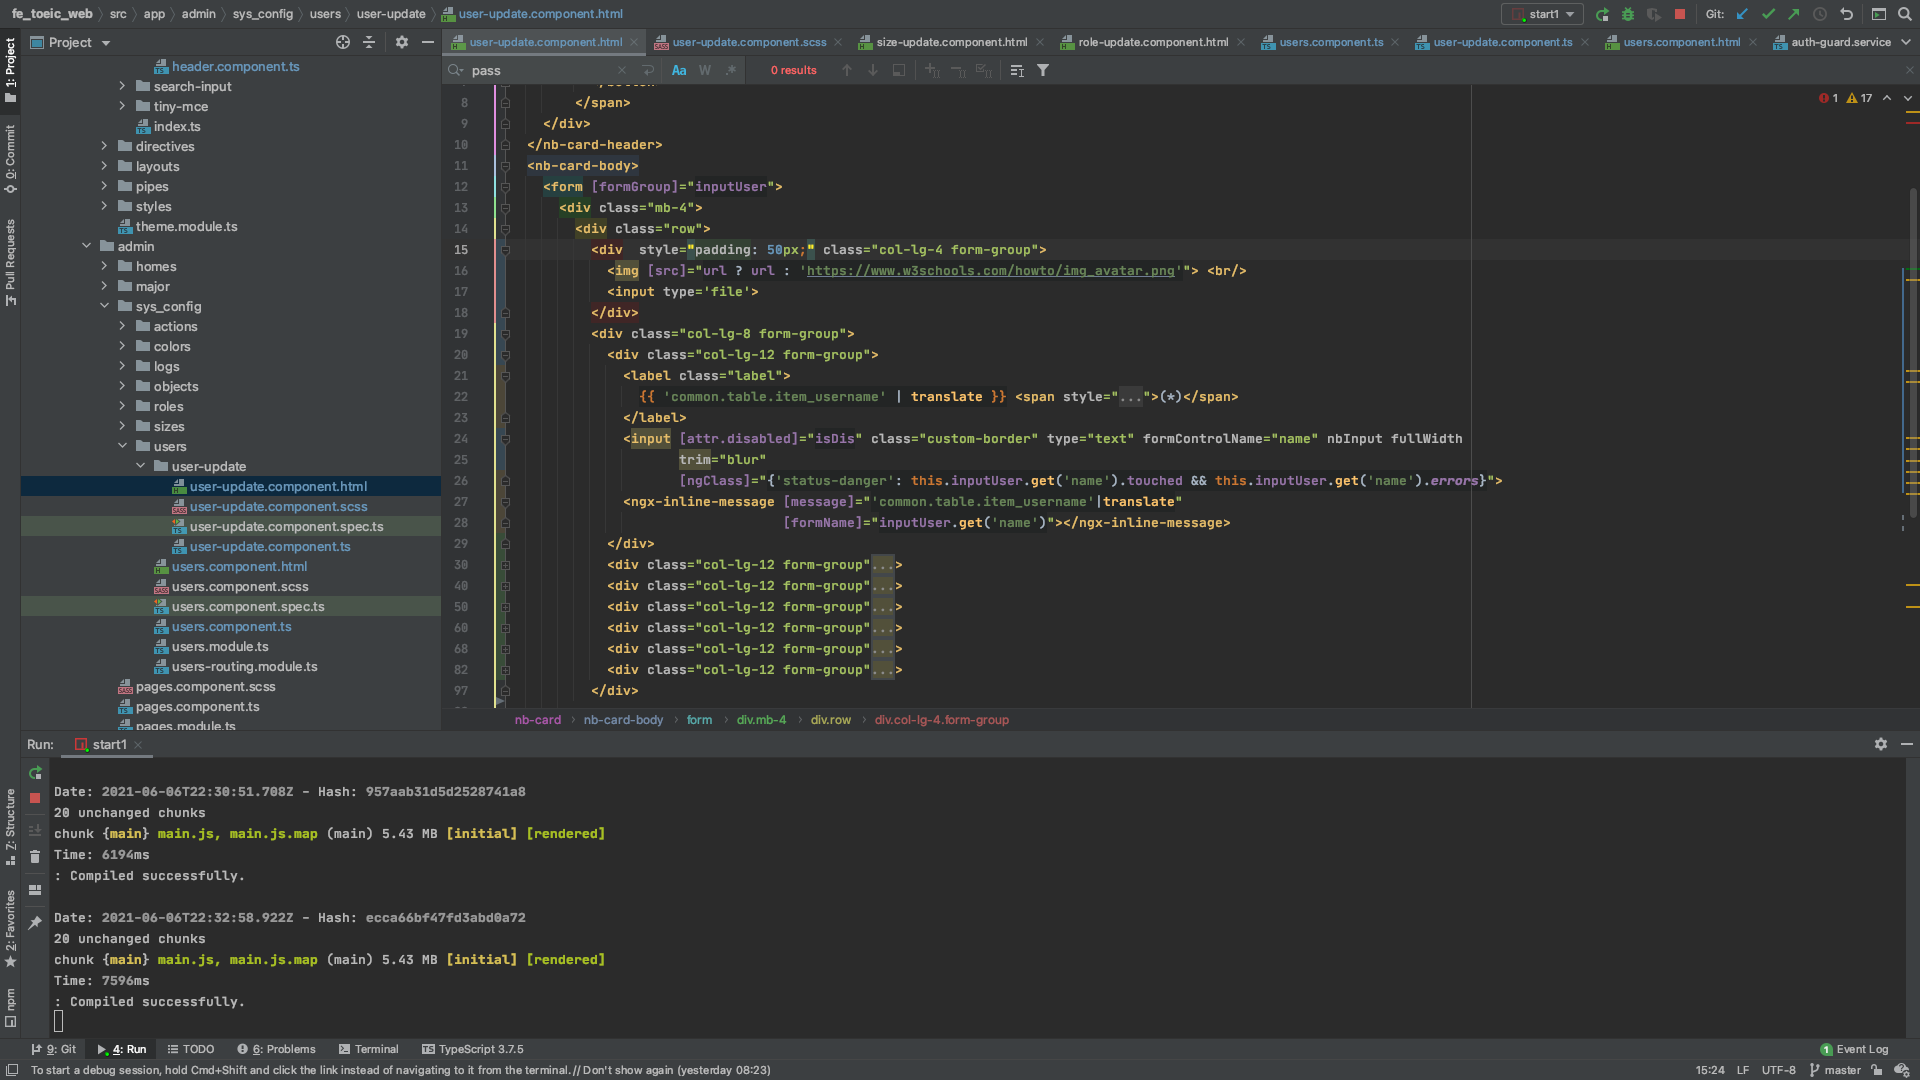 fe_toeic_web src app admin sys_config users user-update user-update.component.html
start1 Git:
1: Project
0: Commit
Pull Requests
Z: Structure
2: Favorites
npm
Project
header.component.ts
search-input
tiny-mce
index.ts
directives
layouts
pipes
styles
theme.module.ts
admin
homes
major
sys_config
actions
colors
logs
objects
roles
sizes
users
user-update
user-update.component.html
user-update.component.scss
user-update.component.spec.ts
user-update.component.ts
users.component.html
users.component.scss
users.component.spec.ts
users.component.ts
users.module.ts
users-routing.module.ts
pages.component.scss
pages.component.ts
pages.module.ts
user-update.component.html user-update.component.scss size-update.component.html role-update.component.html users.component.ts user-update.component.ts users.component.html auth-guard.service
pass Aa W .* 0 results
1 17
8 </span>
9 </div>
10 </nb-card-header>
11 <nb-card-body>
12 <form [formGroup]="inputUser">
13 <div class="mb-4">
14 <div class="row">
15 <div  style="padding: 50px;" class="col-lg-4 form-group">
16 <img [src]="url ? url : 'https://www.w3schools.com/howto/img_avatar.png'"> <br/>
17 <input type='file'>
18 </div>
19 <div class="col-lg-8 form-group">
20 <div class="col-lg-12 form-group">
21 <label class="label">
22 {{ 'common.table.item_username' | translate }} <span style="...">(*)</span>
23 </label>
24 <input [attr.disabled]="isDis" class="custom-border" type="text" formControlName="name" nbInput fullWidth
25 trim="blur"
26 [ngClass]="{'status-danger': this.inputUser.get('name').touched && this.inputUser.get('name').errors}">
27 <ngx-inline-message [message]="'common.table.item_username'|translate"
28 [formName]="inputUser.get('name')"></ngx-inline-message>
29 </div>
30 <div class="col-lg-12 form-group"...>
40 <div class="col-lg-12 form-group"...>
50 <div class="col-lg-12 form-group"...>
60 <div class="col-lg-12 form-group"...>
68 <div class="col-lg-12 form-group"...>
82 <div class="col-lg-12 form-group"...>
97 </div>
nb-card nb-card-body form div.mb-4 div.row div.col-lg-4.form-group
Run: start1
Date: 2021-06-06T22:30:51.708Z - Hash: 957aab31d5d2528741a8
20 unchanged chunks
chunk {main} main.js, main.js.map (main) 5.43 MB [initial] [rendered]
Time: 6194ms
: Compiled successfully.
Date: 2021-06-06T22:32:58.922Z - Hash: ecca66bf47fd3abd0a72
20 unchanged chunks
chunk {main} main.js, main.js.map (main) 5.43 MB [initial] [rendered]
Time: 7596ms
: Compiled successfully.
9: Git 4: Run TODO 6: Problems Terminal TypeScript 3.7.5 1 Event Log
To start a debug session, hold Cmd+Shift and click the link instead of navigating to it from the terminal. // Don't show again (yesterday 08:23) 15:24 LF UTF-8 master